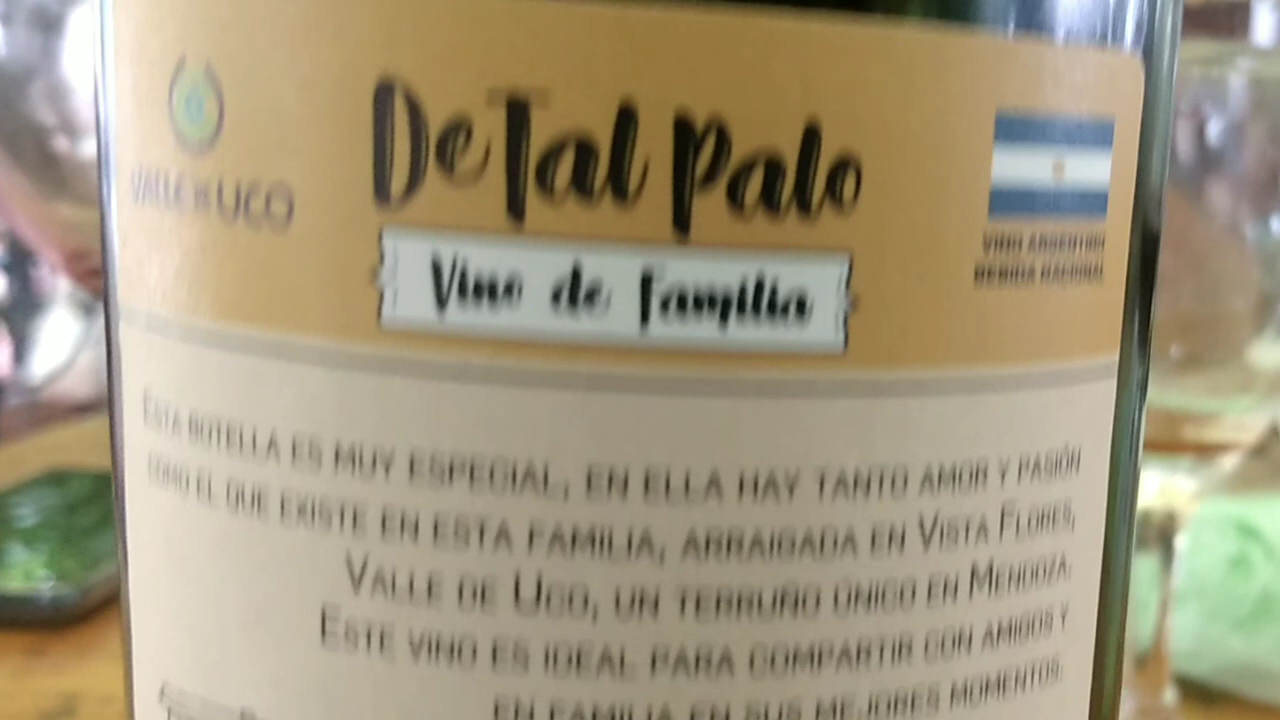 VALLE DE UCO
De Tal Palo
Vino de Familia
VINO ARGENTINO
BEBIDA NACIONAL
ESTA BOTELLA ES MUY ESPECIAL, EN ELLA HAY TANTO AMOR Y PASIÓN
COMO EL QUE EXISTE EN ESTA FAMILIA, ARRAIGADA EN VISTA FLORES,
VALLE DE UCO, UN TERRUÑO ÚNICO EN MENDOZA.
ESTE VINO ES IDEAL PARA COMPARTIR CON AMIGOS Y
EN FAMILIA EN SUS MEJORES MOMENTOS.